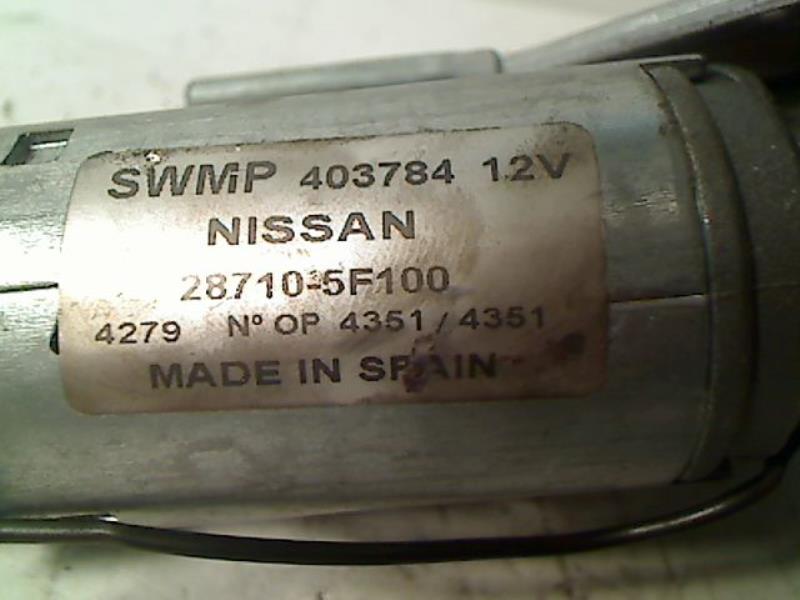 SWMP 403784 12V
NISSAN
28710-5F100
4279 Nº OP 4351 / 4351
MADE IN SPAIN